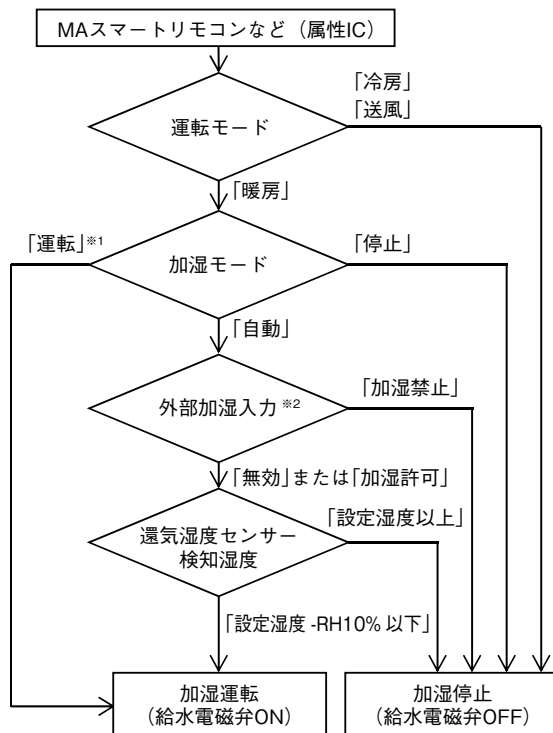 MAスマートリモコンなど（属性IC）
「冷房」
「送風」
運転モード
「暖房」
「運転」※1
「停止」
加湿モード
「自動」
外部加湿入力※2
「加湿禁止」
「無効」または「加湿許可」
「設定湿度以上」
還気湿度センサー
検知湿度
「設定湿度 -RH10% 以下」
加湿運転
（給水電磁弁ON）
加湿停止
（給水電磁弁OFF）